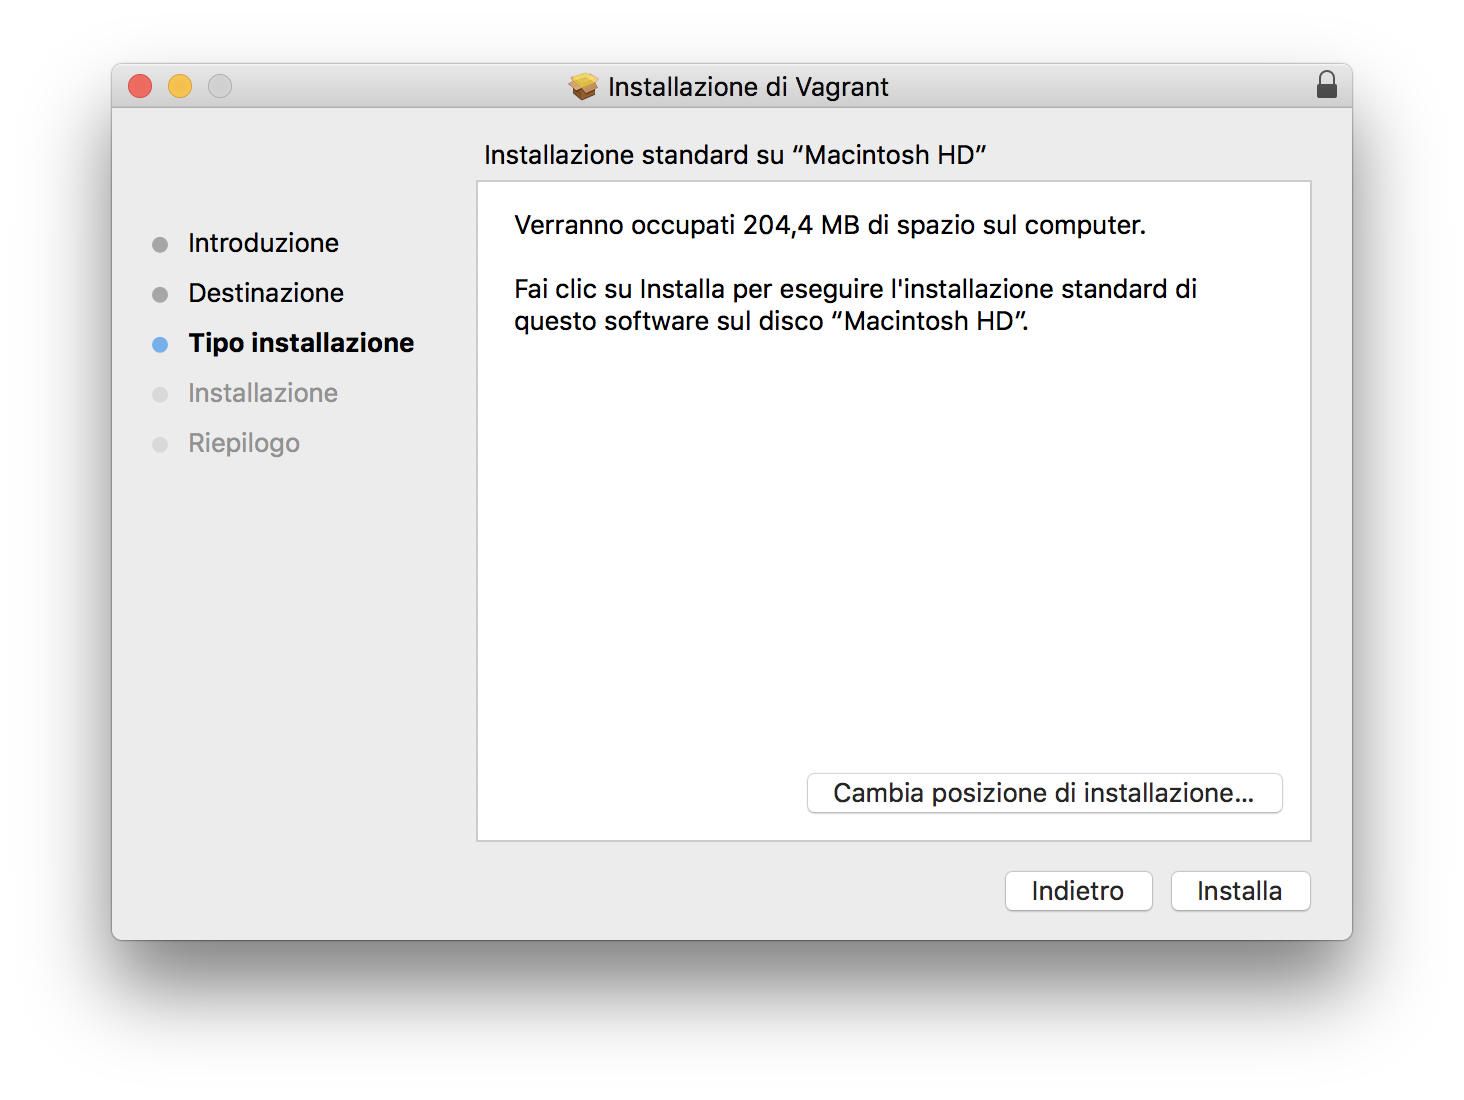 Installazione di Vagrant
Installazione standard su “Macintosh HD”
Introduzione
Destinazione
Tipo installazione
Installazione
Riepilogo
Verranno occupati 204,4 MB di spazio sul computer.
Fai clic su Installa per eseguire l'installazione standard di
questo software sul disco “Macintosh HD”.
Cambia posizione di installazione...
Indietro
Installa